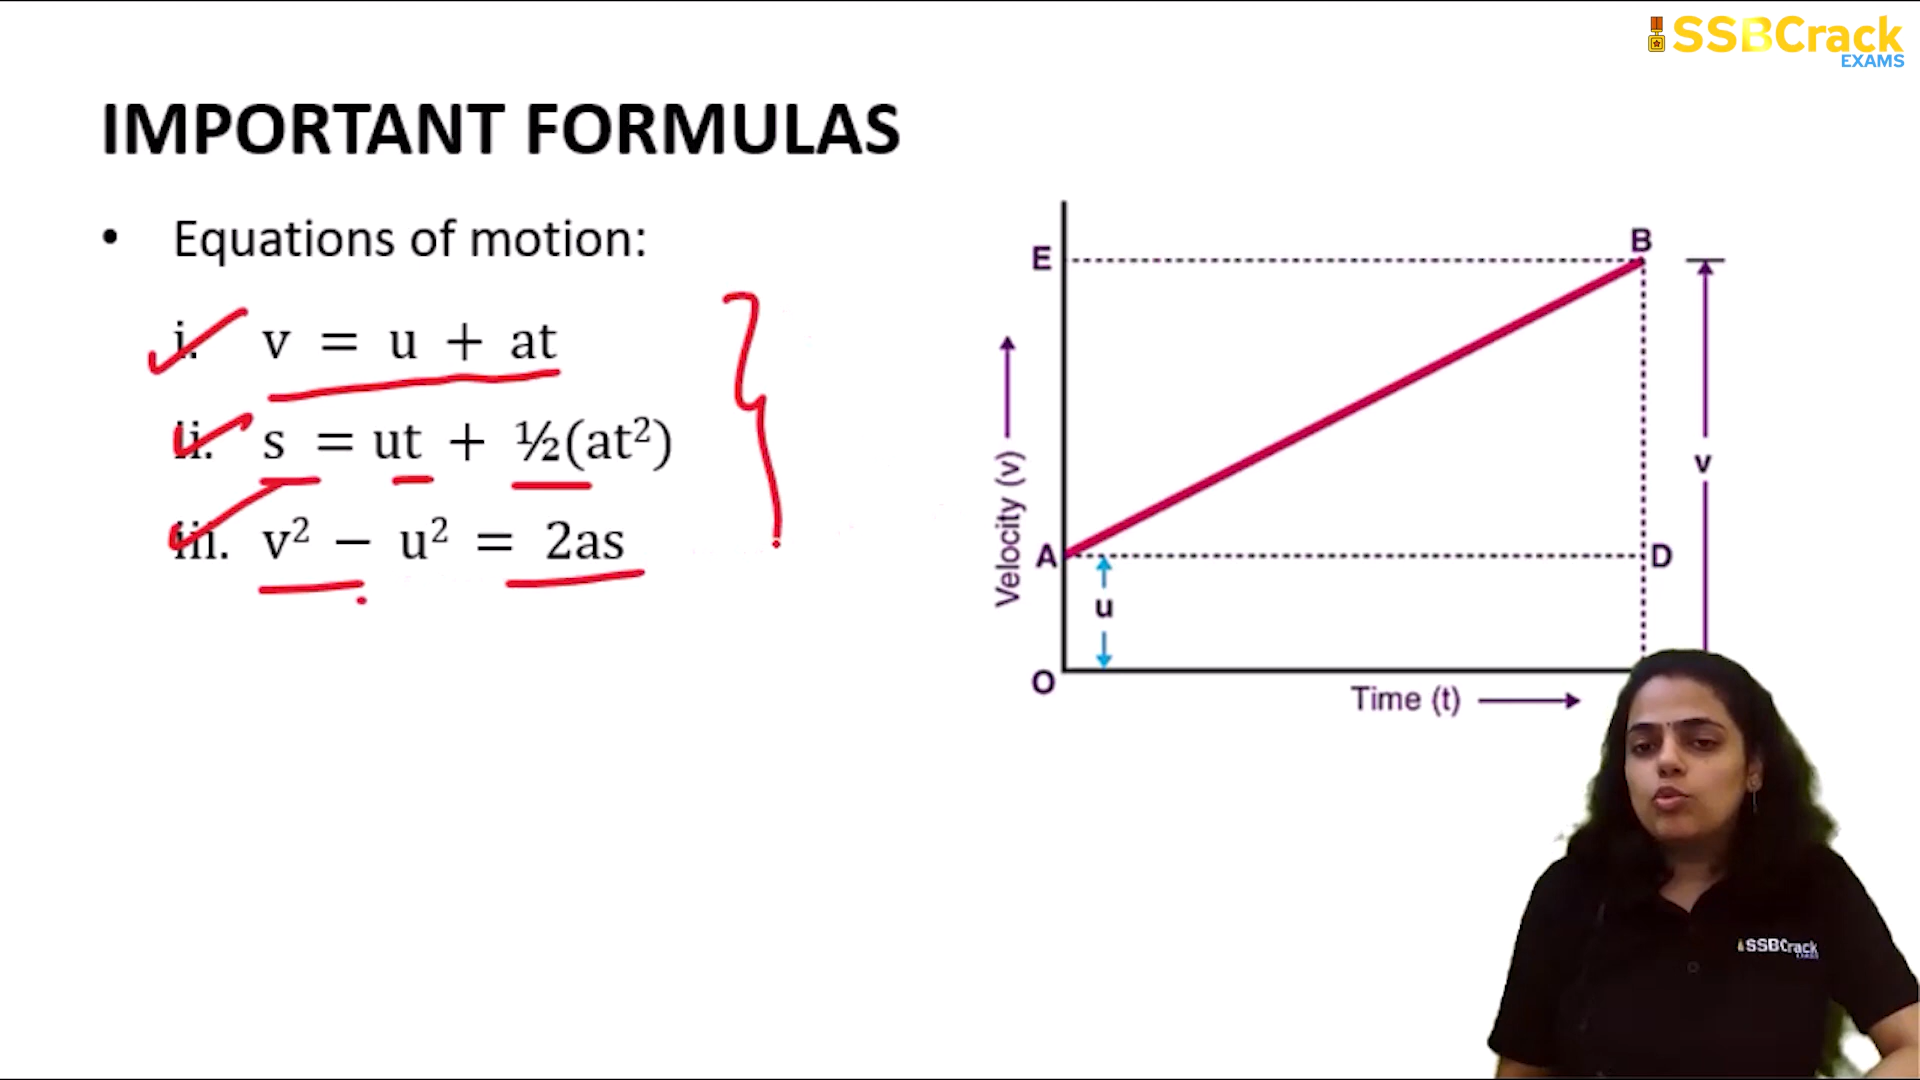 SSBCrack
EXAMS
IMPORTANT FORMULAS
• Equations of motion:
i. v = u + at
ii. s = ut + ½(at²)
iii. v² − u² = 2as
E
B
Velocity (v)
v
A
D
u
O
Time (t)
SSBCrack
EXAMS